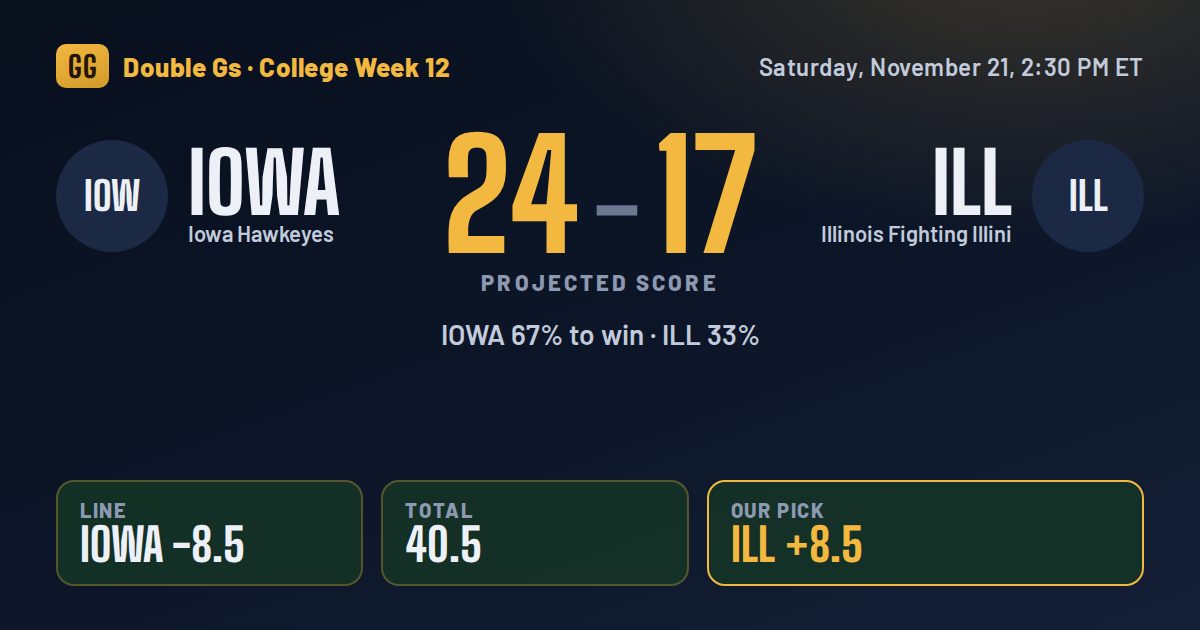 GG Double Gs · College Week 12
Saturday, November 21, 2:30 PM ET
IOW
IOWA
Iowa Hawkeyes
24 – 17
PROJECTED SCORE
IOWA 67% to win · ILL 33%
ILL
Illinois Fighting Illini
ILL
LINE
IOWA −8.5
TOTAL
40.5
OUR PICK
ILL +8.5